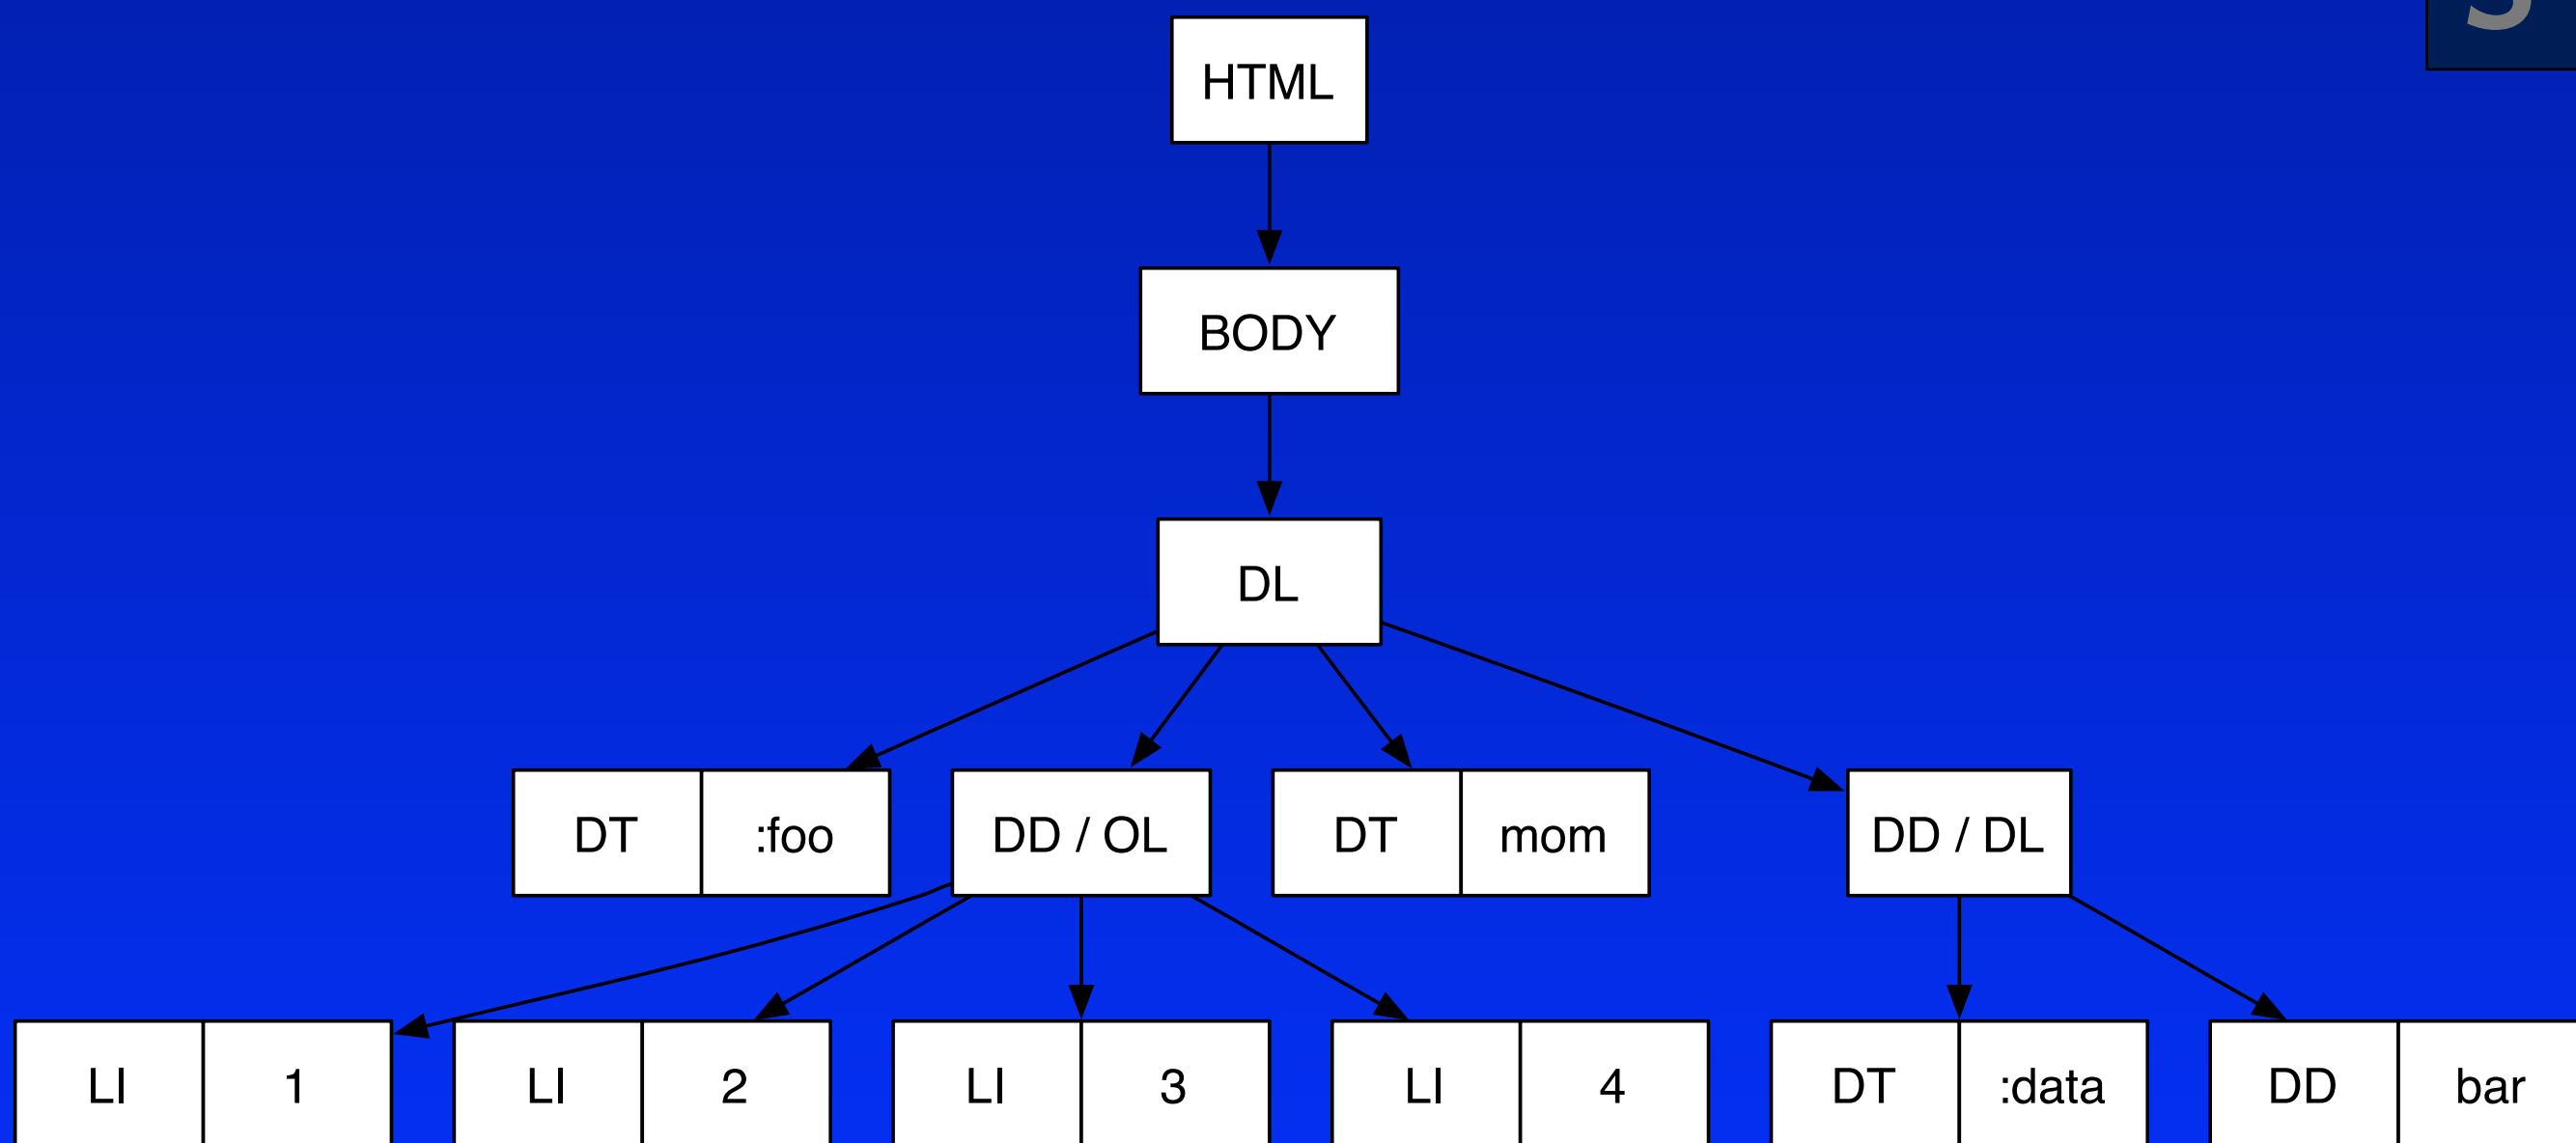 HTML
BODY
DL
DT :foo DD / OL DT mom DD / DL
LI 1 LI 2 LI 3 LI 4 DT :data DD bar